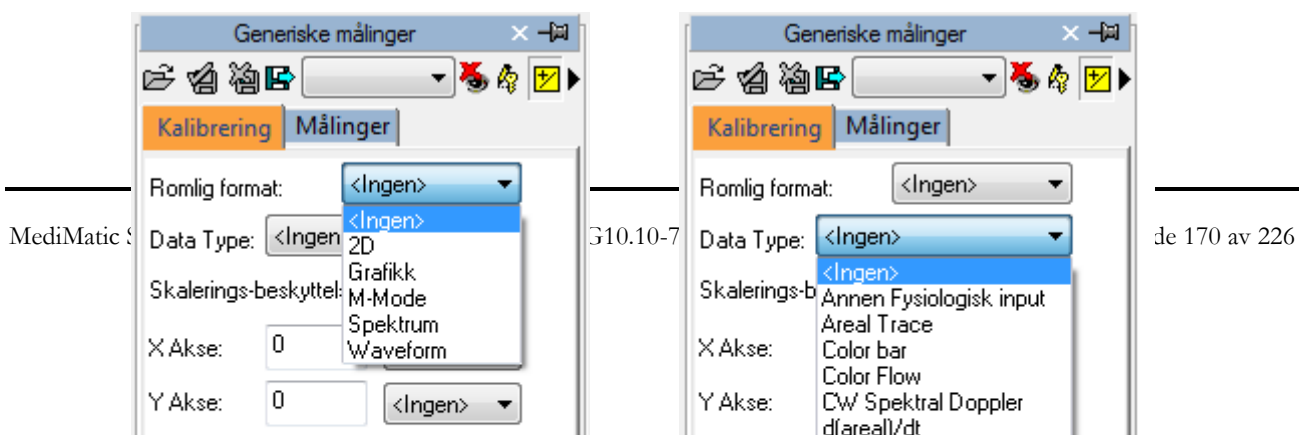 Generiske målinger
Kalibrering Målinger
Romlig format: <Ingen>
<Ingen>
2D
Grafikk
M-Mode
Spektrum
Waveform
Data Type: <Ingen
Skalerings-beskyttel
X Akse: 0
Y Akse: 0 <Ingen>
Generiske målinger
Kalibrering Målinger
Romlig format: <Ingen>
Data Type: <Ingen>
<Ingen>
Annen Fysiologisk input
Areal Trace
Color bar
Color Flow
CW Spektral Doppler
d(areal)/dt
Skalerings-b
X Akse:
Y Akse:
MediMatic G10.10-7 de 170 av 226